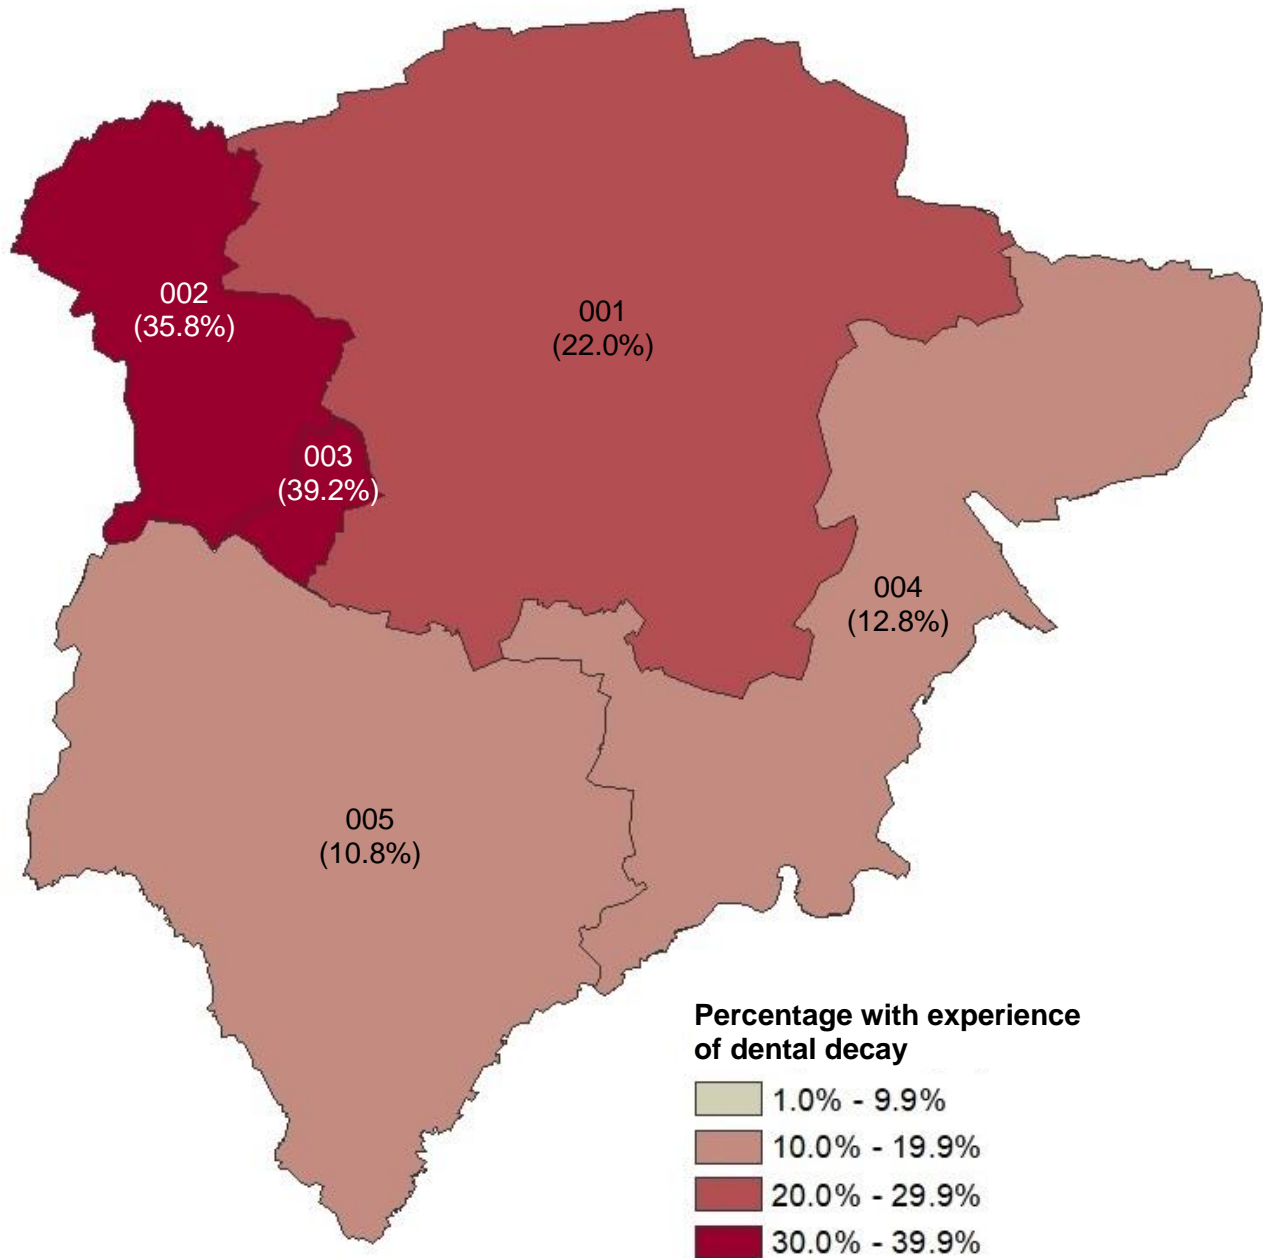 002
(35.8%)
001
(22.0%)
003
(39.2%)
004
(12.8%)
005
(10.8%)
Percentage with experience
of dental decay
1.0% - 9.9%
10.0% - 19.9%
20.0% - 29.9%
30.0% - 39.9%